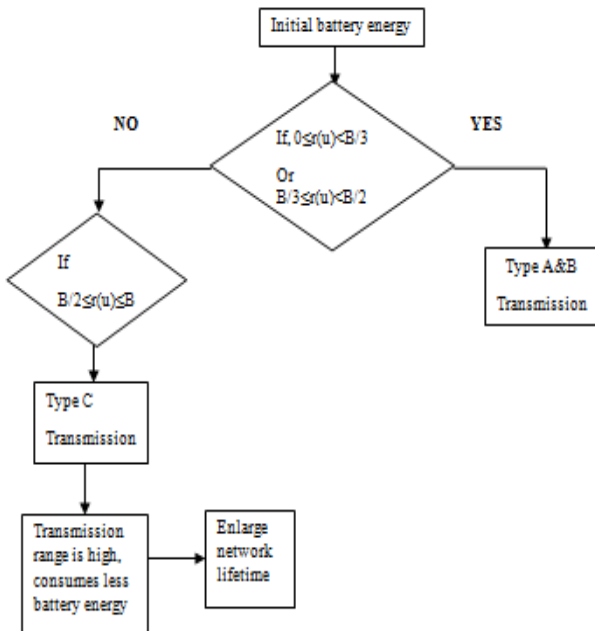 Initial battery energy
NO
YES
If, 0≤r(u)<B/3
Or
B/3≤r(u)<B/2
If
B/2≤r(u)≤B
Type A&B
Transmission
Type C
Transmission
Transmission
range is high,
consumes less
battery energy
Enlarge
network
lifetime